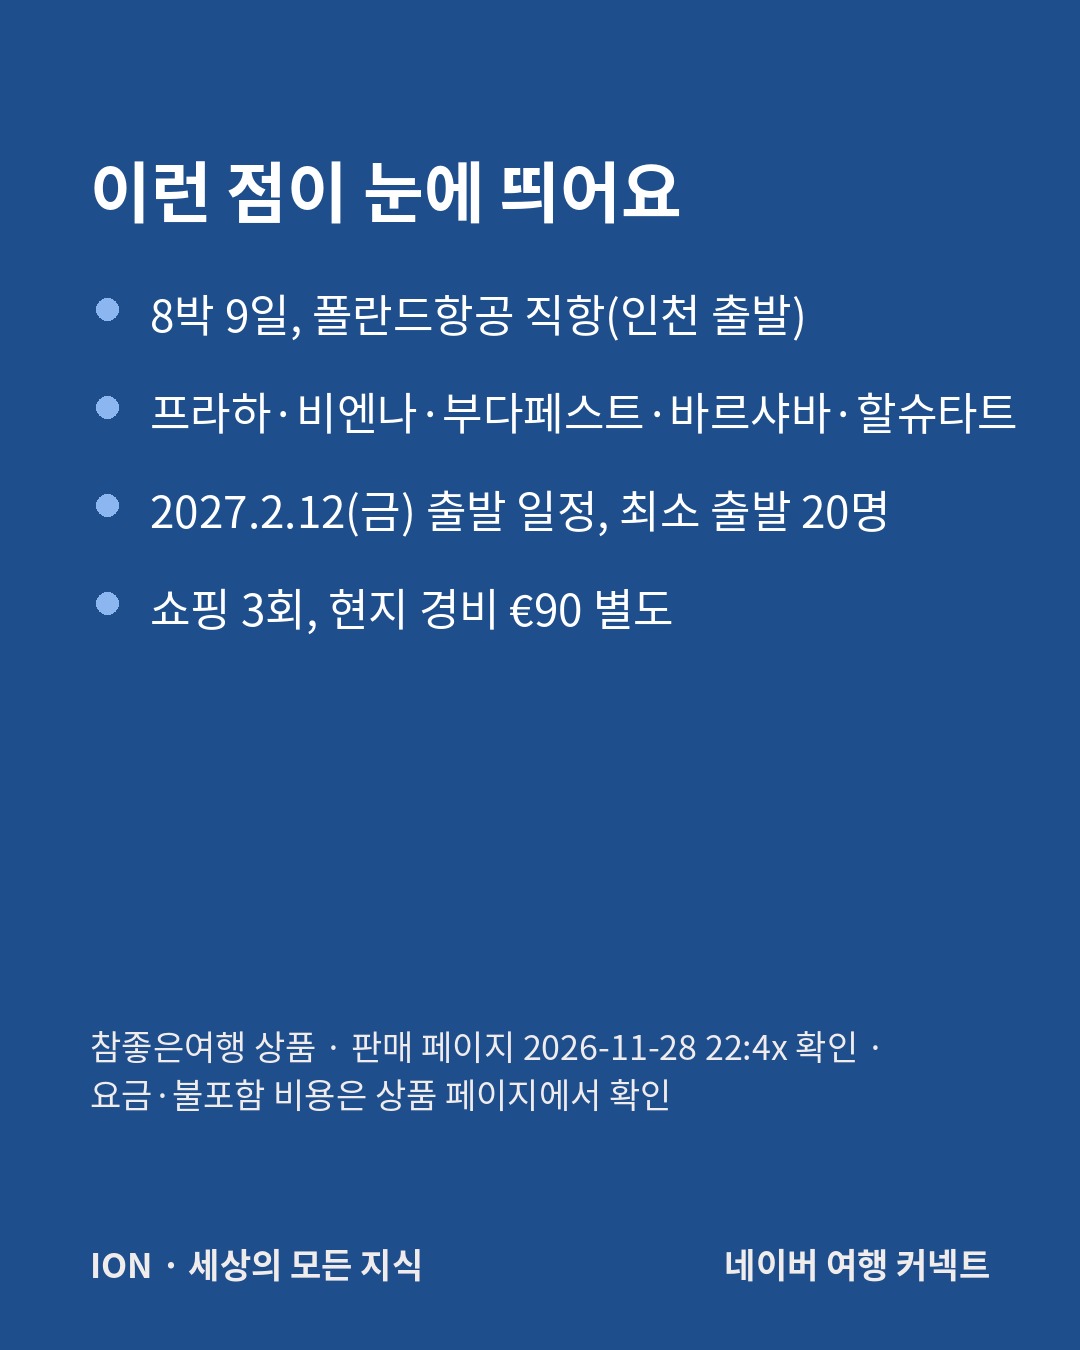 이런 점이 눈에 띄어요
8박 9일, 폴란드항공 직항(인천 출발)
프라하·비엔나·부다페스트·바르샤바·할슈타트
2027.2.12(금) 출발 일정, 최소 출발 20명
쇼핑 3회, 현지 경비 €90 별도
참좋은여행 상품 · 판매 페이지 2026-11-28 22:4x 확인 ·
요금·불포함 비용은 상품 페이지에서 확인
ION · 세상의 모든 지식
네이버 여행 커넥트